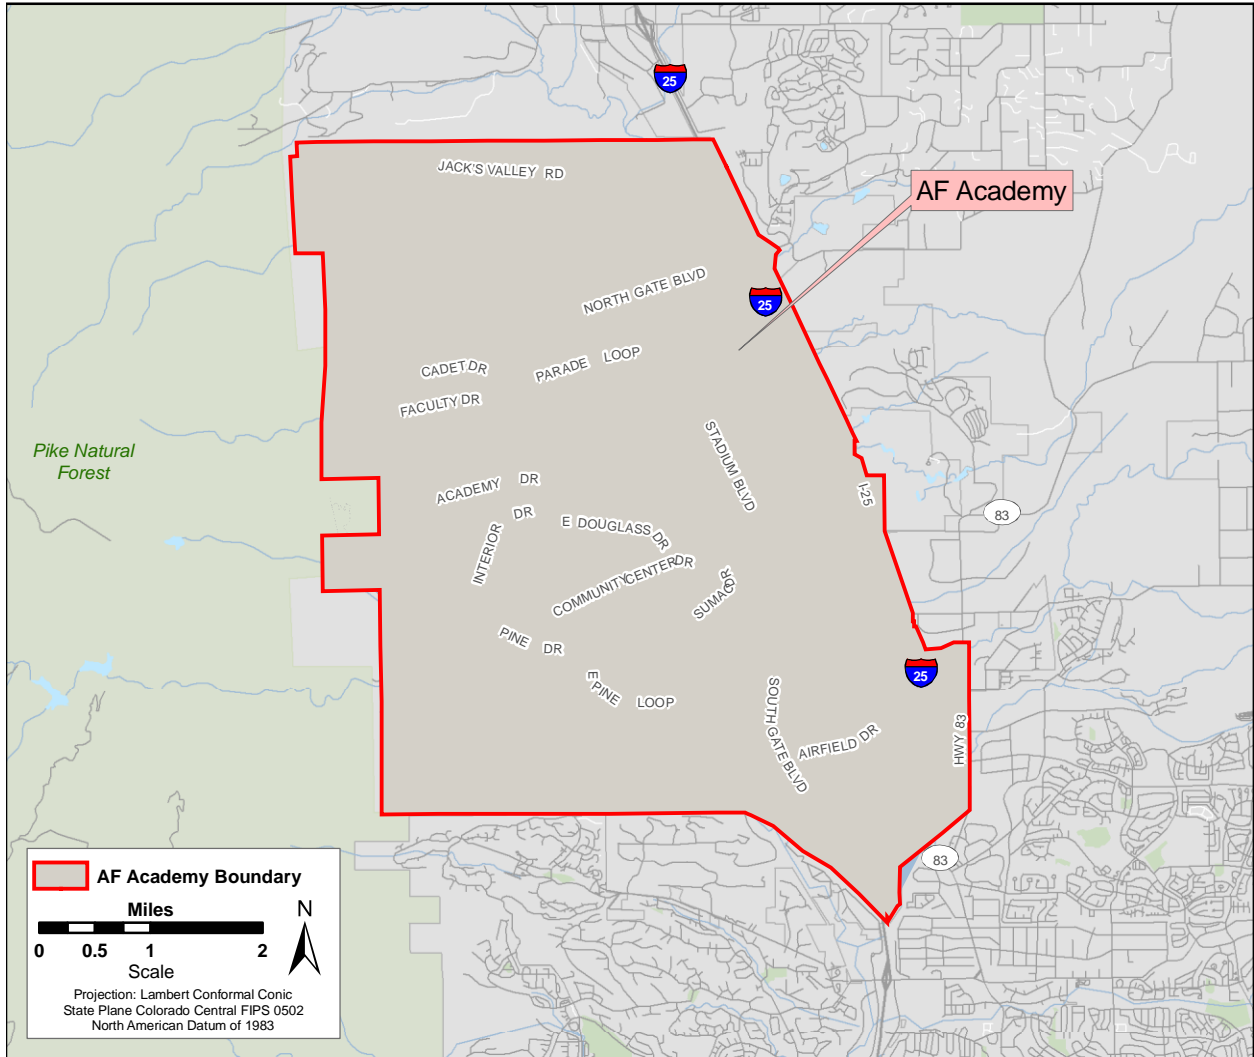 25
AF Academy
JACK'S VALLEY RD
NORTH GATE BLVD
25
PARADE LOOP
CADET DR
FACULTY DR
STADIUM BLVD
Pike Natural
Forest
ACADEMY DR
I-25
83
INTERIOR DR
E DOUGLASS DR
COMMUNITY CENTER DR
SUMAC DR
PINE DR
E PINE LOOP
25
SOUTH GATE BLVD
AIRFIELD DR
HWY 83
83
AF Academy Boundary
Miles
N
0 0.5 1 2
Scale
Projection: Lambert Conformal Conic
State Plane Colorado Central FIPS 0502
North American Datum of 1983